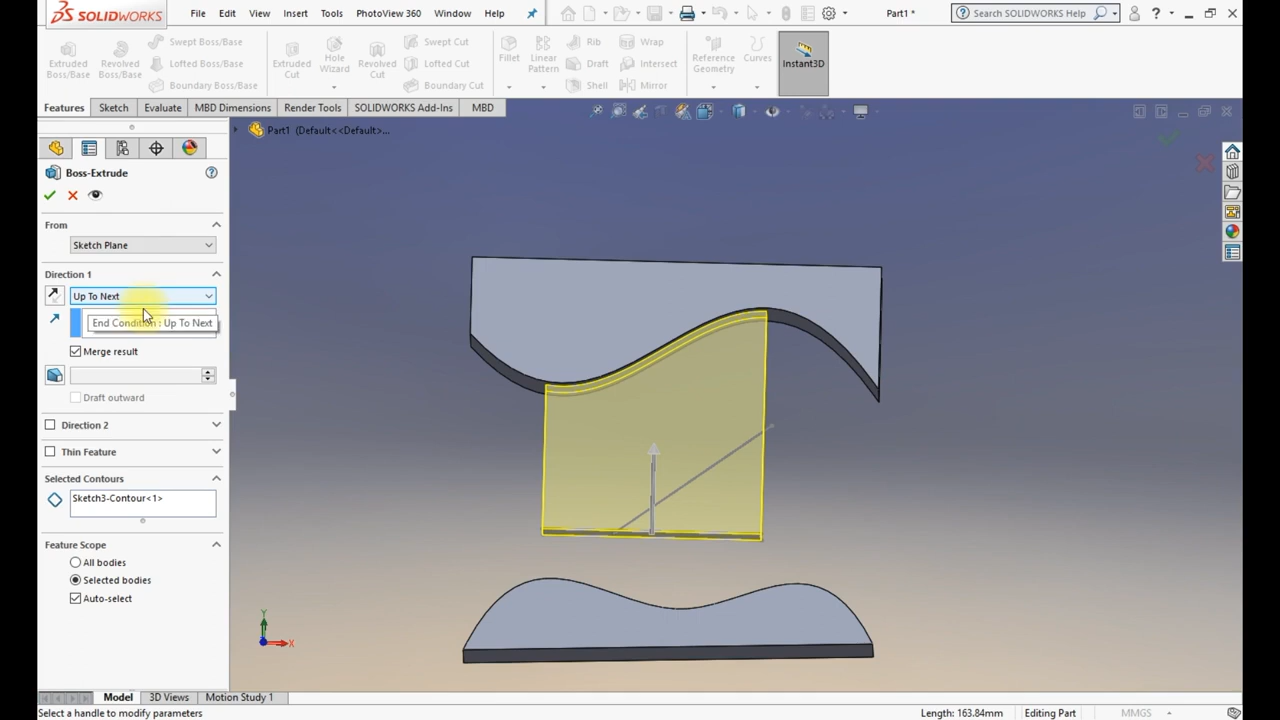 SOLIDWORKS
File Edit View Insert Tools PhotoView 360 Window Help
Part1 *
Search SOLIDWORKS Help
?
Extruded Boss/Base
Revolved Boss/Base
Swept Boss/Base
Lofted Boss/Base
Boundary Boss/Base
Extruded Cut
Hole Wizard
Revolved Cut
Swept Cut
Lofted Cut
Boundary Cut
Fillet
Linear Pattern
Rib
Draft
Shell
Wrap
Intersect
Mirror
Reference Geometry
Curves
Instant3D
Features Sketch Evaluate MBD Dimensions Render Tools SOLIDWORKS Add-Ins MBD
Part1 (Default<<Default>...
Boss-Extrude
?
From
Sketch Plane
Direction 1
Up To Next
End Condition : Up To Next
Merge result
Draft outward
Direction 2
Thin Feature
Selected Contours
Sketch3-Contour<1>
Feature Scope
All bodies
Selected bodies
Auto-select
Y
X
Model 3D Views Motion Study 1
Select a handle to modify parameters
Length: 163.84mm Editing Part MMGS